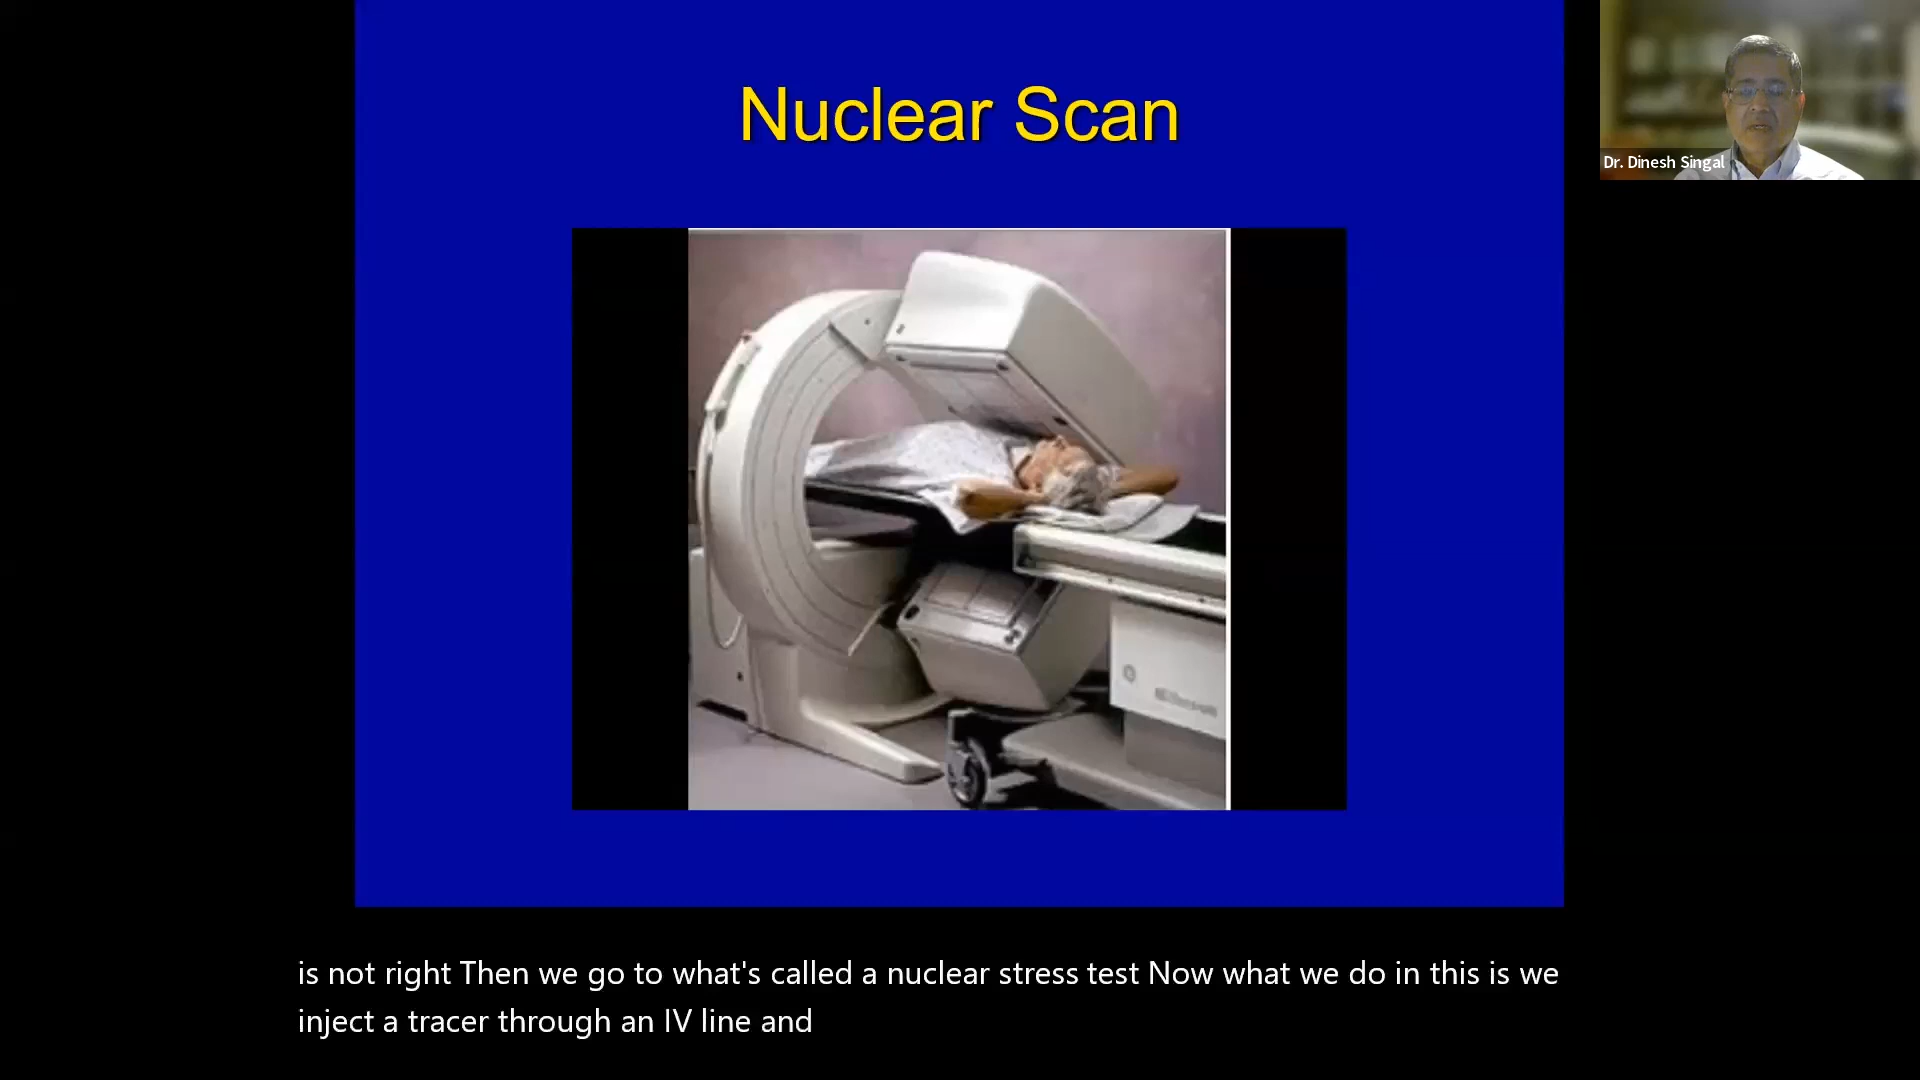 Nuclear Scan
Dr. Dinesh Singal
is not right Then we go to what's called a nuclear stress test Now what we do in this is we
inject a tracer through an IV line and